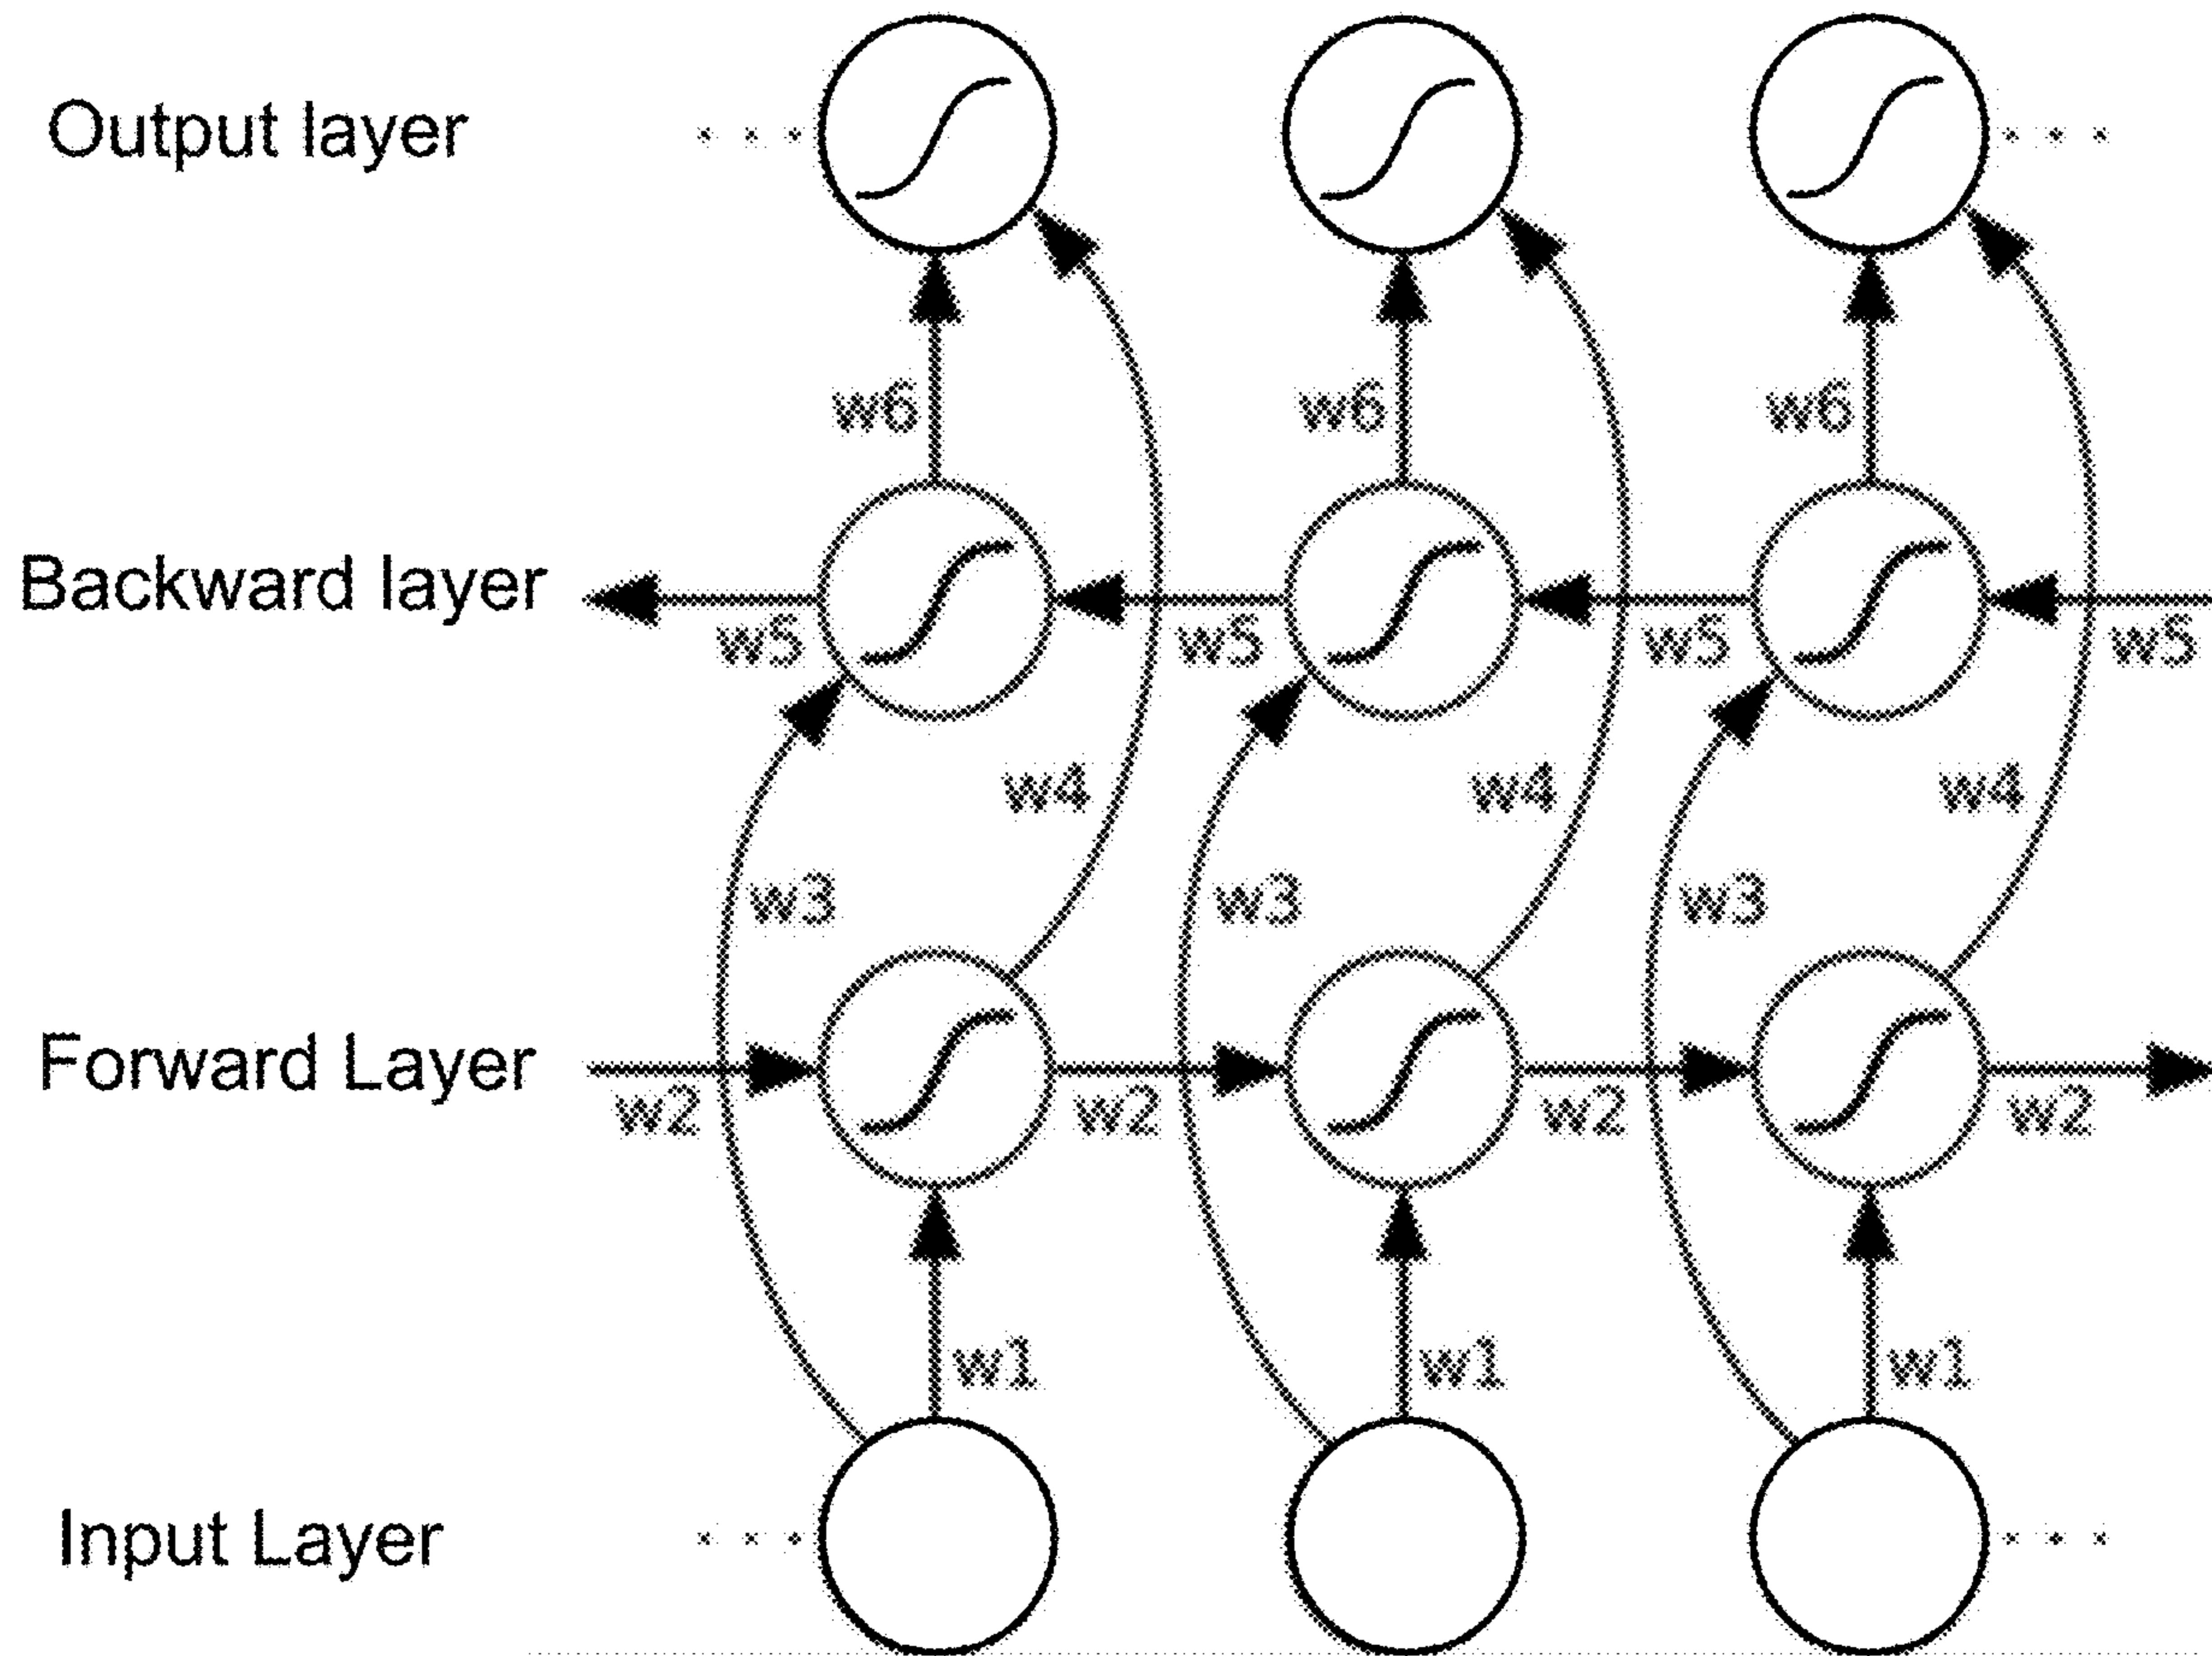 Output layer
w6 w6 w6
Backward layer
w5 w5 w5 w5
w4 w4 w4
w3 w3 w3
Forward Layer
w2 w2 w2 w2
w1 w1 w1
Input Layer